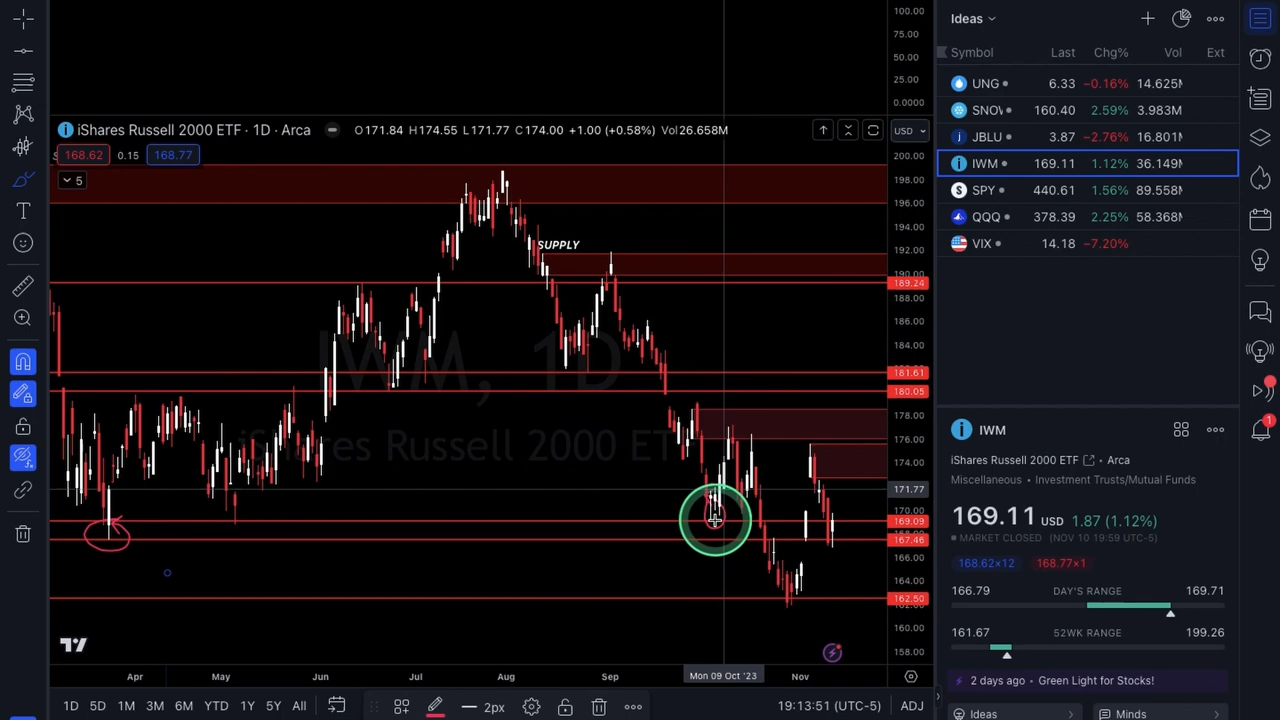 Ideas
Symbol Last Chg% Vol Ext
UNG 6.33 −0.16% 14.625M
SNOW 160.40 2.59% 3.983M
JBLU 3.87 −2.76% 16.801M
IWM 169.11 1.12% 36.149M
SPY 440.61 1.56% 89.558M
QQQ 378.39 2.25% 58.368M
VIX 14.18 −7.20%
iShares Russell 2000 ETF · 1D · Arca O171.84 H174.55 L171.77 C174.00 +1.00 (+0.58%) Vol26.658M
168.62 0.15 168.77
5
USD
SUPPLY
IWM, 1D
iShares Russell 2000 ETF
100.00
75.00
50.00
25.00
0.0000
200.00
198.00
196.00
194.00
192.00
190.00
189.24
188.00
186.00
184.00
181.61
180.05
178.00
176.00
174.00
171.77
170.00
169.09
167.46
166.00
164.00
162.50
160.00
158.00
Apr May Jun Jul Aug Sep Mon 09 Oct '23 Nov
1D 5D 1M 3M 6M YTD 1Y 5Y All 2px 19:13:51 (UTC-5) ADJ
IWM
iShares Russell 2000 ETF · Arca
Miscellaneous · Investment Trusts/Mutual Funds
169.11 USD 1.87 (1.12%)
MARKET CLOSED (NOV 10 19:59 UTC-5)
168.62×12 168.77×1
166.79 DAY'S RANGE 169.71
161.67 52WK RANGE 199.26
2 days ago · Green Light for Stocks!
Ideas Minds
1